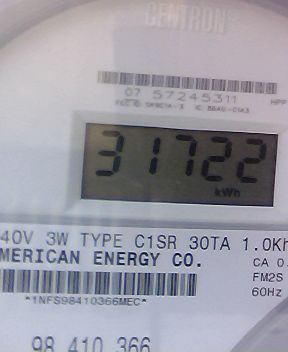 CENTRON
07 57245311
31722
kWh
40V 3W TYPE C1SR 30TA 1.0Kh
MERICAN ENERGY CO.
CA 0.
FM2S
60Hz
*1NFS98410366MEC*
98 410 366